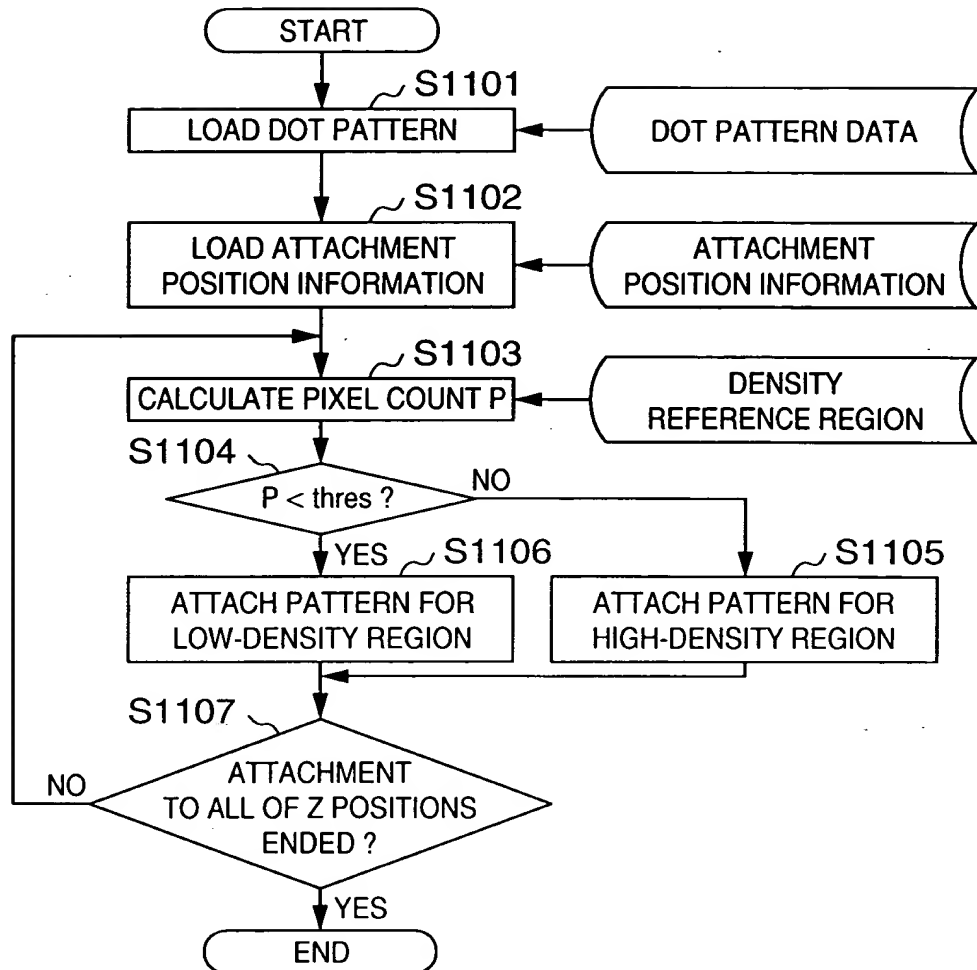 START
S1101
LOAD DOT PATTERN
DOT PATTERN DATA
S1102
LOAD ATTACHMENT
POSITION INFORMATION
ATTACHMENT
POSITION INFORMATION
S1103
CALCULATE PIXEL COUNT P
DENSITY
REFERENCE REGION
S1104
P < thres ?
NO
YES
S1106
S1105
ATTACH PATTERN FOR
LOW-DENSITY REGION
ATTACH PATTERN FOR
HIGH-DENSITY REGION
S1107
NO
ATTACHMENT
TO ALL OF Z POSITIONS
ENDED ?
YES
END